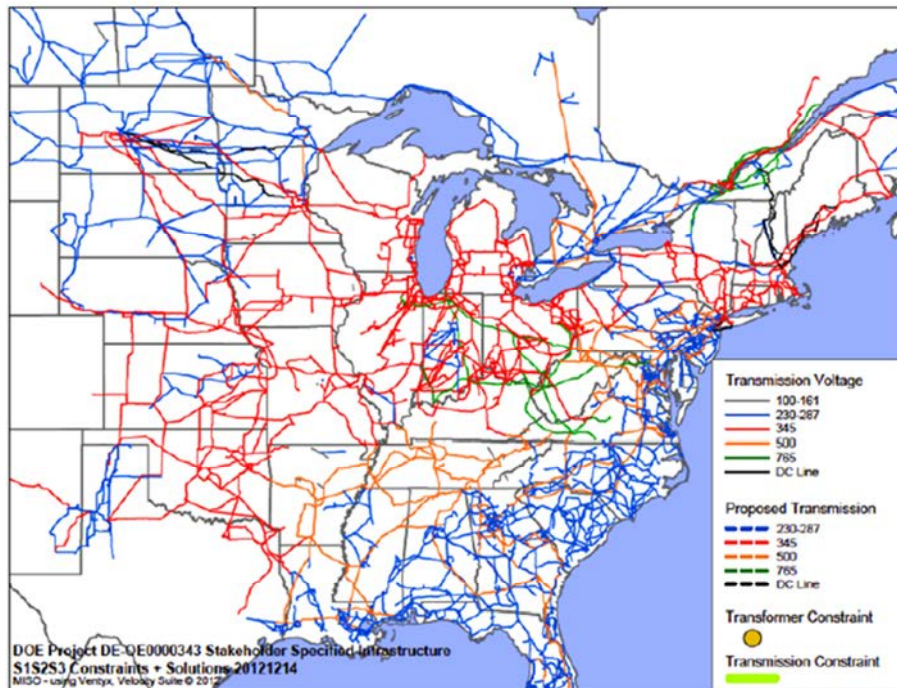 Transmission Voltage
100-161
230-287
345
500
765
DC Line
Proposed Transmission
230-287
345
500
765
DC Line
Transformer Constraint
Transmission Constraint
DOE Project DE-OE0000343 Stakeholder Specified Infrastructure
S1S2S3 Constraints + Solutions 20121214
MISO - using Ventyx, Velocity Suite © 2012